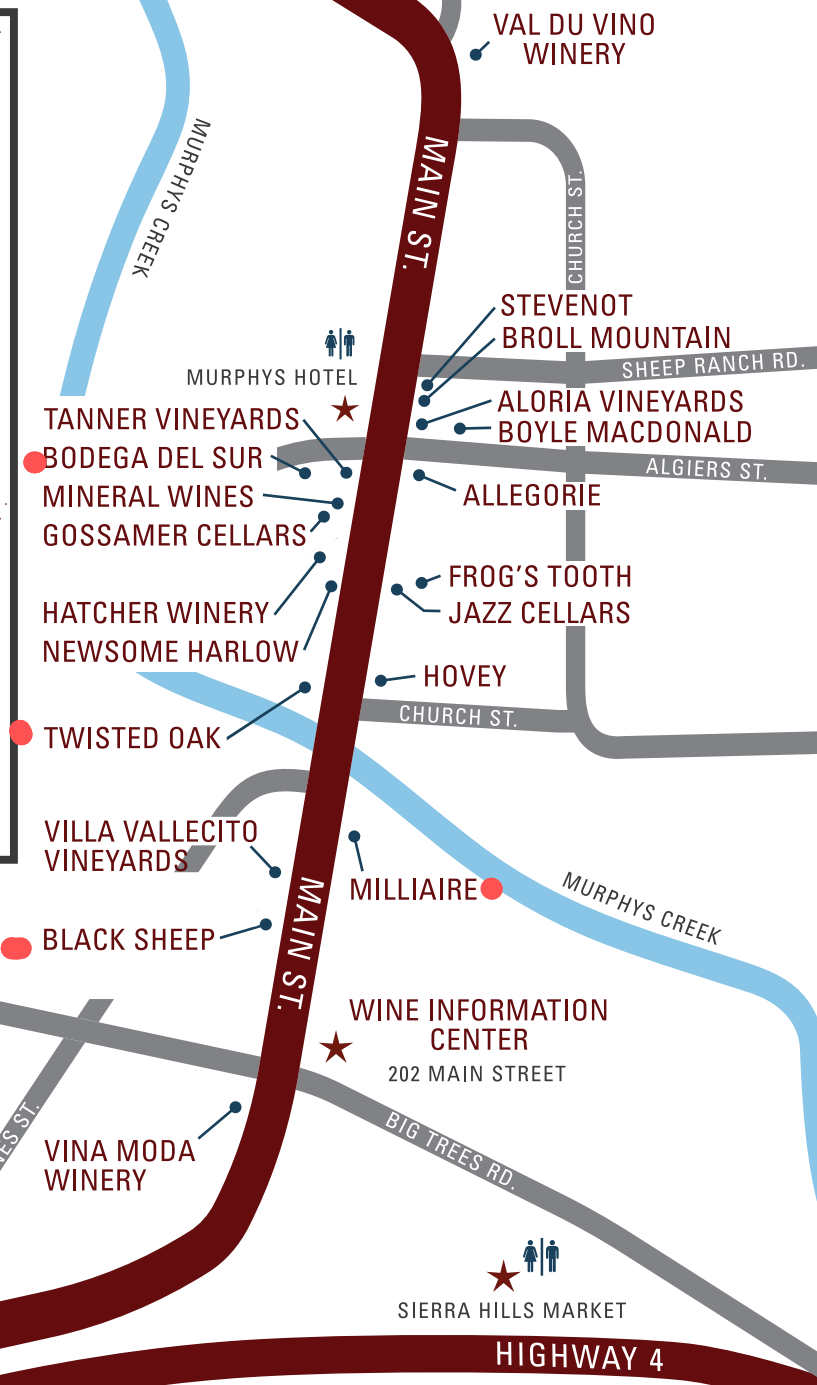 VAL DU VINO
WINERY
MURPHYS CREEK
MAIN ST.
CHURCH ST.
STEVENOT
BROLL MOUNTAIN
SHEEP RANCH RD.
MURPHYS HOTEL
ALORIA VINEYARDS
TANNER VINEYARDS
BOYLE MACDONALD
BODEGA DEL SUR
ALGIERS ST.
MINERAL WINES
ALLEGORIE
GOSSAMER CELLARS
FROG'S TOOTH
HATCHER WINERY
JAZZ CELLARS
NEWSOME HARLOW
HOVEY
CHURCH ST.
TWISTED OAK
VILLA VALLECITO
VINEYARDS
MILLIAIRE
MURPHYS CREEK
BLACK SHEEP
MAIN ST.
WINE INFORMATION
CENTER
202 MAIN STREET
ST.
BIG TREES RD.
VINA MODA
WINERY
SIERRA HILLS MARKET
HIGHWAY 4